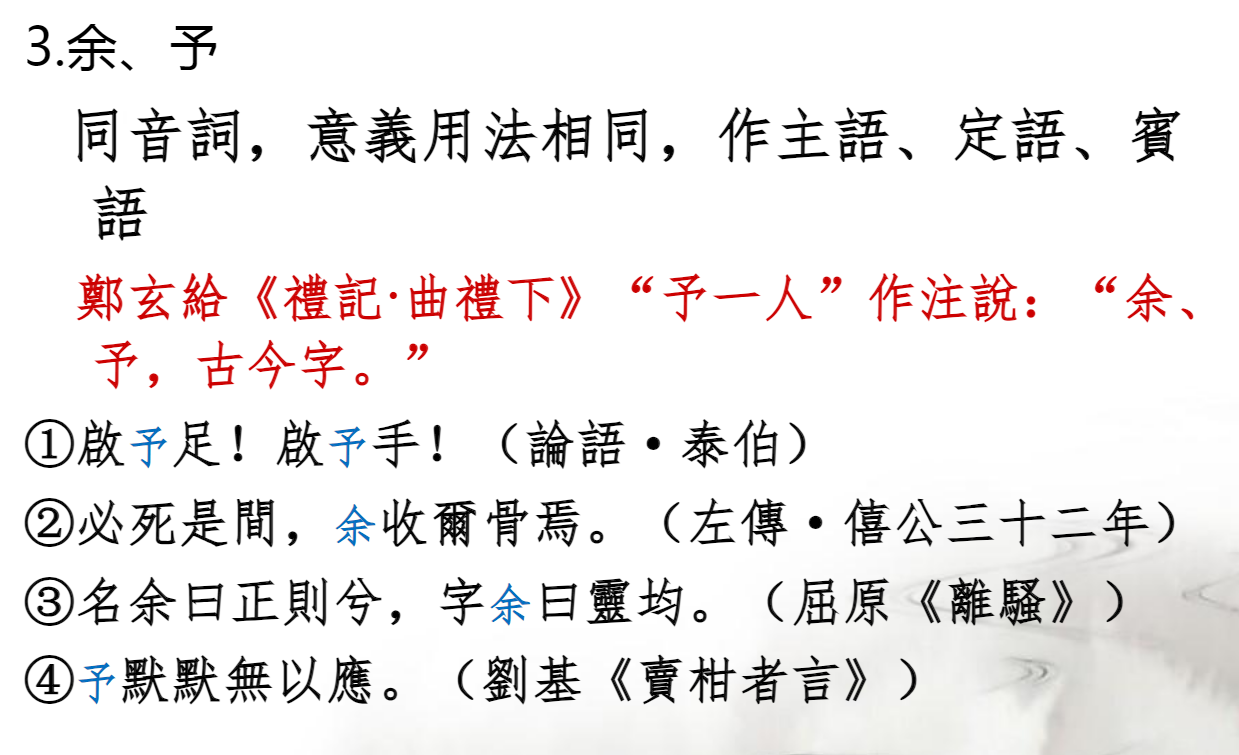 3.余、予
同音詞，意義用法相同，作主語、定語、賓
語
鄭玄給《禮記·曲禮下》“予一人”作注說：“余、
予，古今字。”
①啟予足！啟予手！（論語•泰伯）
②必死是間，余收爾骨焉。（左傳•僖公三十二年）
③名余曰正則兮，字余曰靈均。（屈原《離騷》）
④予默默無以應。（劉基《賣柑者言》）